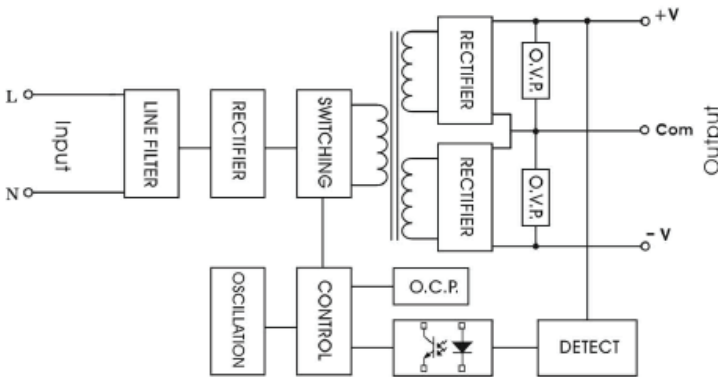 L
N
Input
LINE FILTER
RECTIFIER
SWITCHING
RECTIFIER
RECTIFIER
O.V.P.
O.V.P.
+V
Com
- V
Output
OSCILLATION
CONTROL
O.C.P.
DETECT